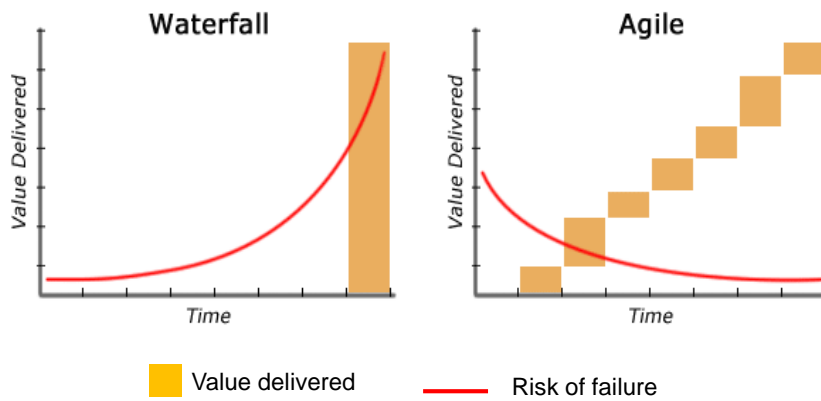 Waterfall
Value Delivered
Time
Agile
Value Delivered
Time
Value delivered
Risk of failure